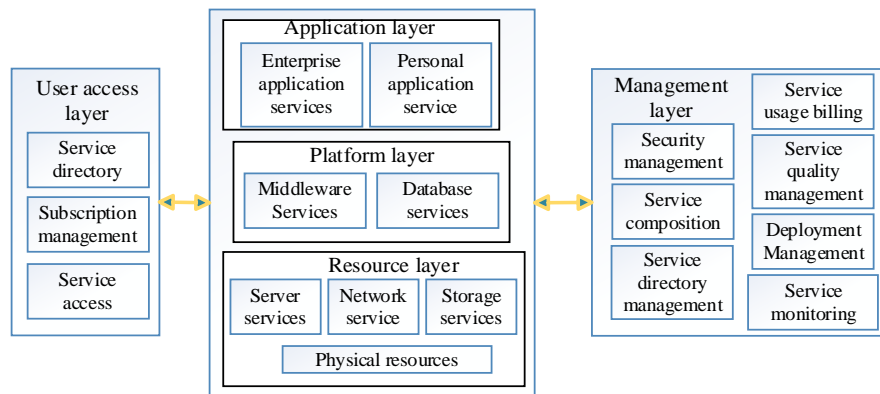 User access
layer
Service
directory
Subscription
management
Service
access
Application layer
Enterprise
application
services
Personal
application
service
Platform layer
Middleware
Services
Database
services
Resource layer
Server
services
Network
service
Storage
services
Physical resources
Management
layer
Security
management
Service
composition
Service
directory
management
Service
usage billing
Service
quality
management
Deployment
Management
Service
monitoring